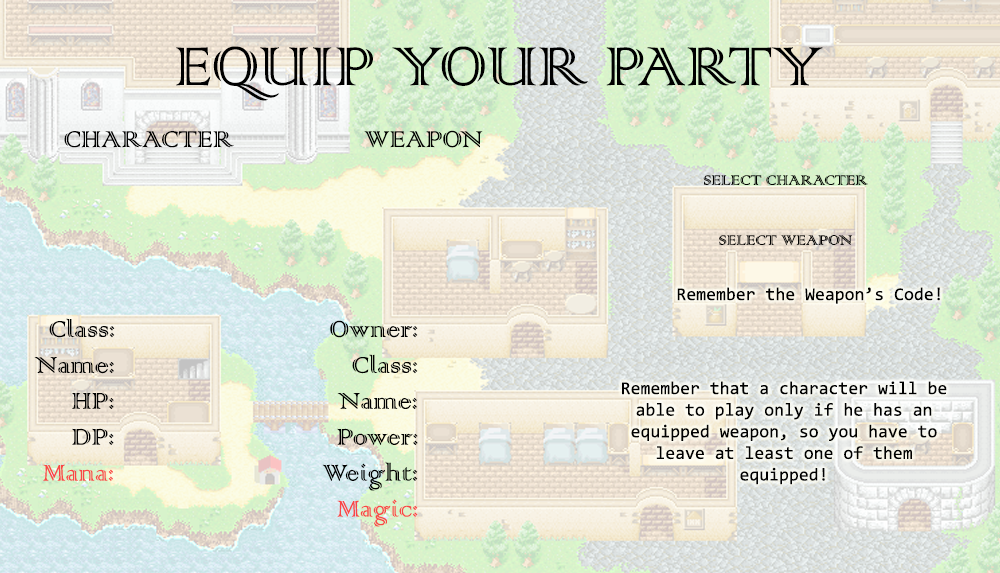 EQUIP YOUR PARTY
CHARACTER
WEAPON
SELECT CHARACTER
SELECT WEAPON
Remember the Weapon's Code!
Class:
Name:
HP:
DP:
Mana:
Owner:
Class:
Name:
Power:
Weight:
Magic:
Remember that a character will be
able to play only if he has an
equipped weapon, so you have to
leave at least one of them
equipped!